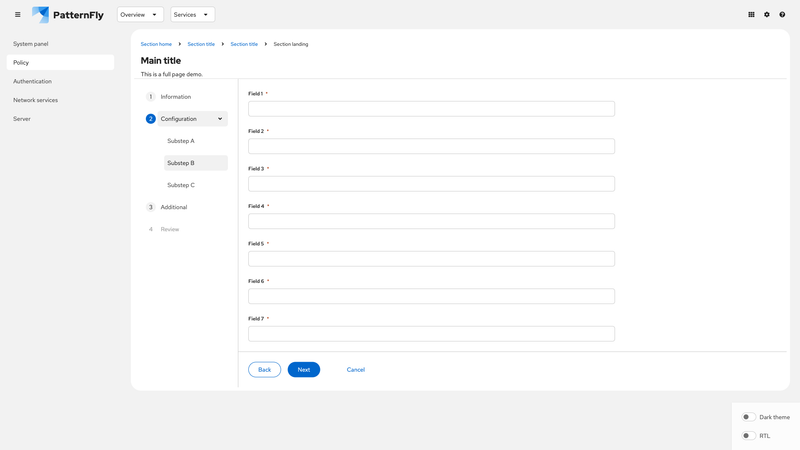 PatternFly
Overview
Services
System panel
Policy
Authentication
Network services
Server
Section home
Section title
Section title
Section landing
Main title
This is a full page demo.
1 Information
2 Configuration
Substep A
Substep B
Substep C
3 Additional
4 Review
Field 1 *
Field 2 *
Field 3 *
Field 4 *
Field 5 *
Field 6 *
Field 7 *
Back
Next
Cancel
Dark theme
RTL